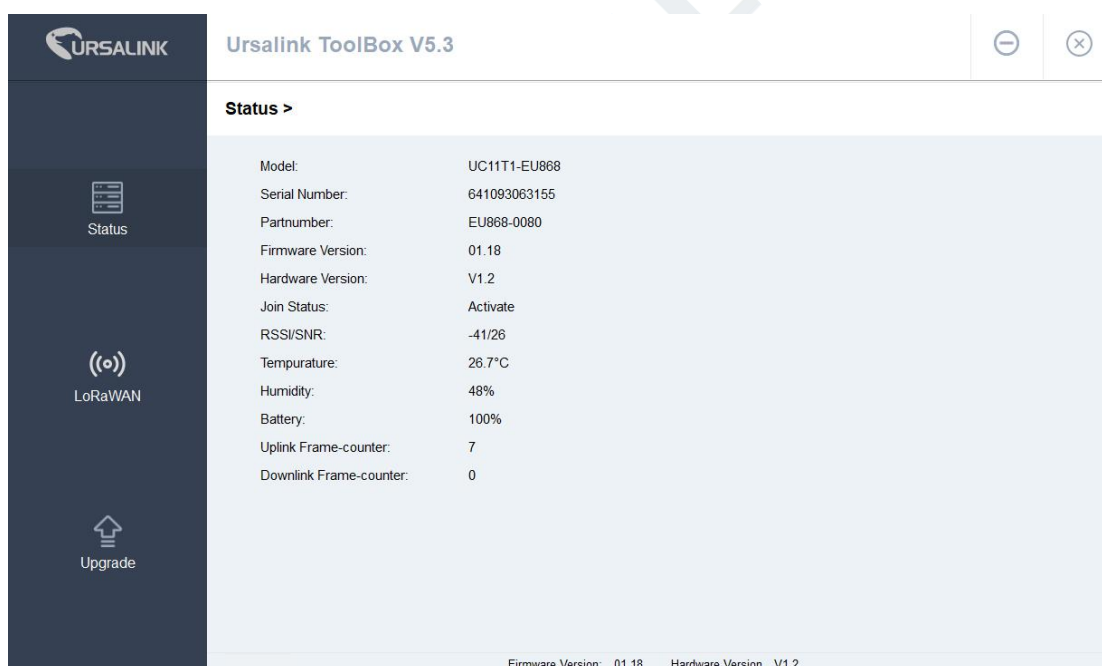 URSALINK
Ursalink ToolBox V5.3
Status >
Model: UC11T1-EU868
Serial Number: 641093063155
Partnumber: EU868-0080
Firmware Version: 01.18
Hardware Version: V1.2
Join Status: Activate
RSSI/SNR: -41/26
Tempurature: 26.7°C
Humidity: 48%
Battery: 100%
Uplink Frame-counter: 7
Downlink Frame-counter: 0
Status
LoRaWAN
Upgrade
Firmware Version: 01.18 Hardware Version V1.2